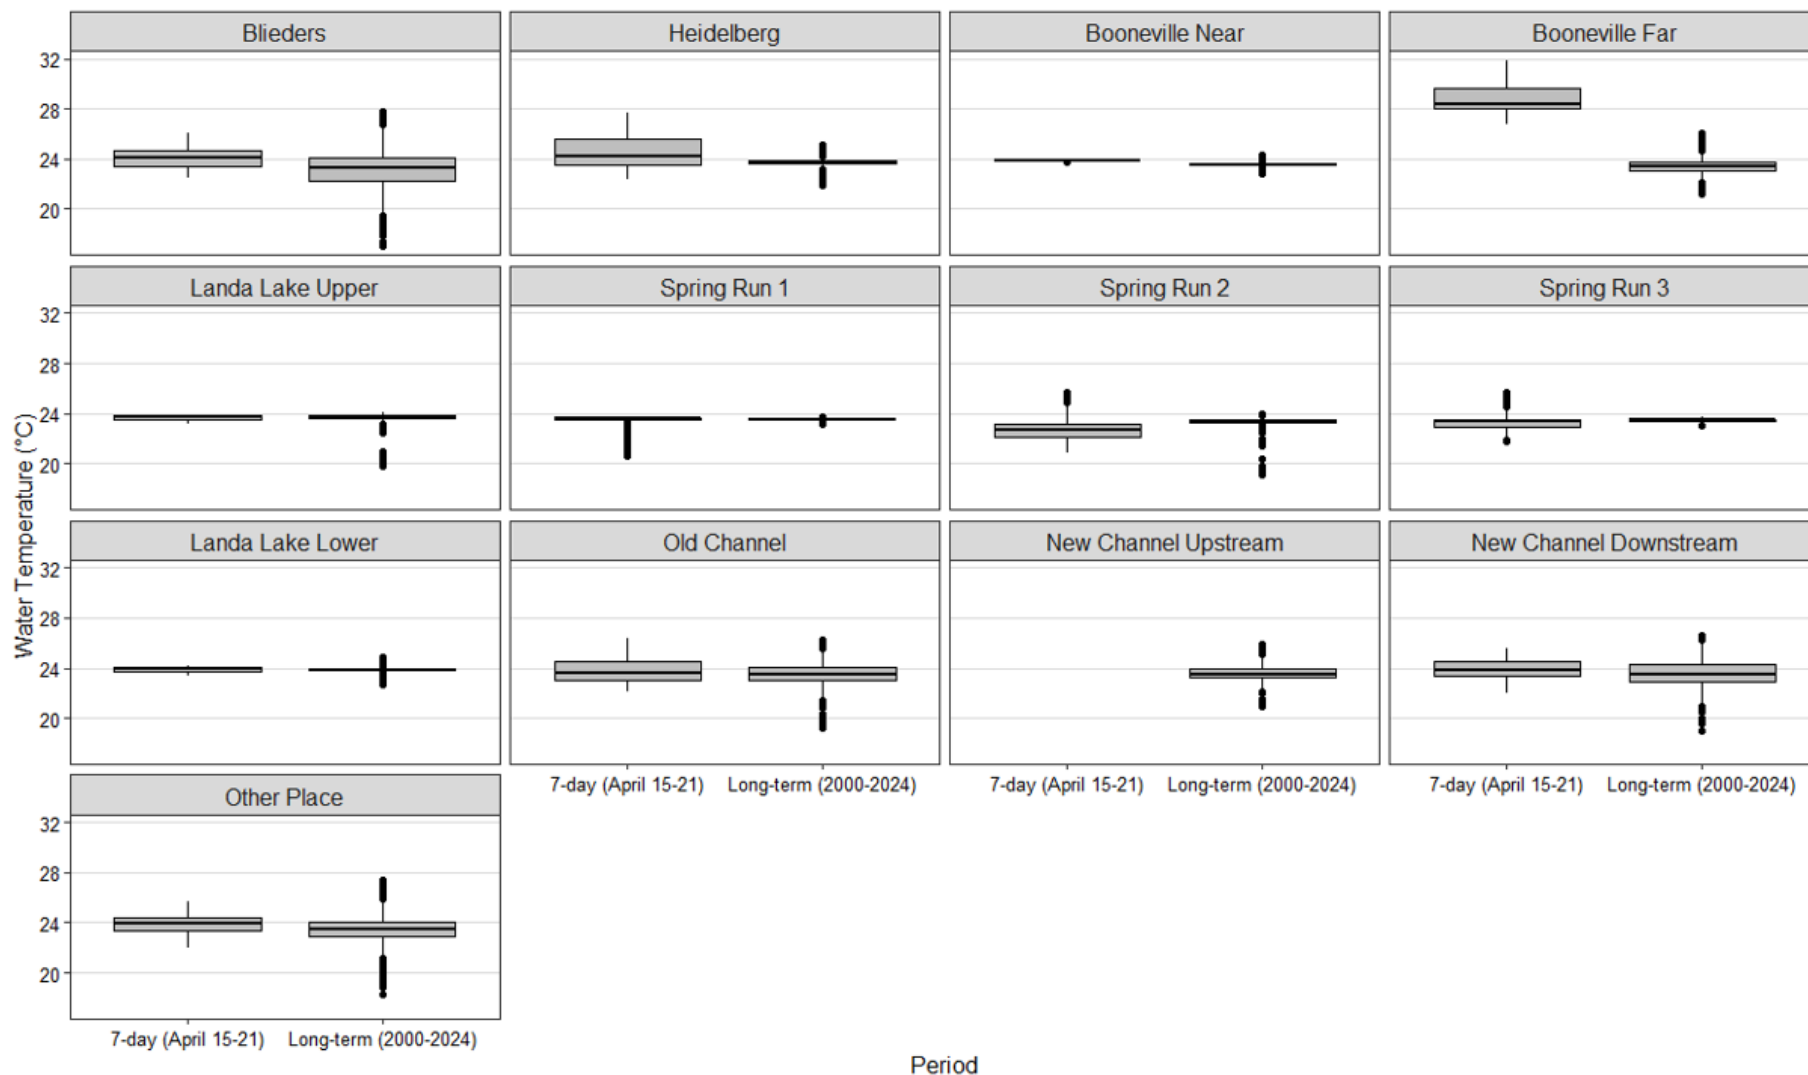 Blieders Heidelberg Booneville Near Booneville Far
32
28
24
20
Landa Lake Upper Spring Run 1 Spring Run 2 Spring Run 3
32
28
24
20
Water Temperature (°C)
Landa Lake Lower Old Channel New Channel Upstream New Channel Downstream
32
28
24
20
7-day (April 15-21) Long-term (2000-2024) 7-day (April 15-21) Long-term (2000-2024) 7-day (April 15-21) Long-term (2000-2024)
Other Place
32
28
24
20
7-day (April 15-21) Long-term (2000-2024)
Period